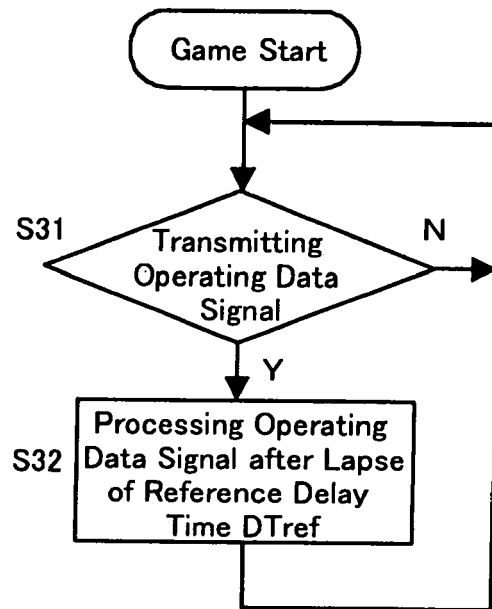 Game Start
S31
Transmitting
Operating Data
Signal
N
Y
S32
Processing Operating
Data Signal after Lapse
of Reference Delay
Time DTref